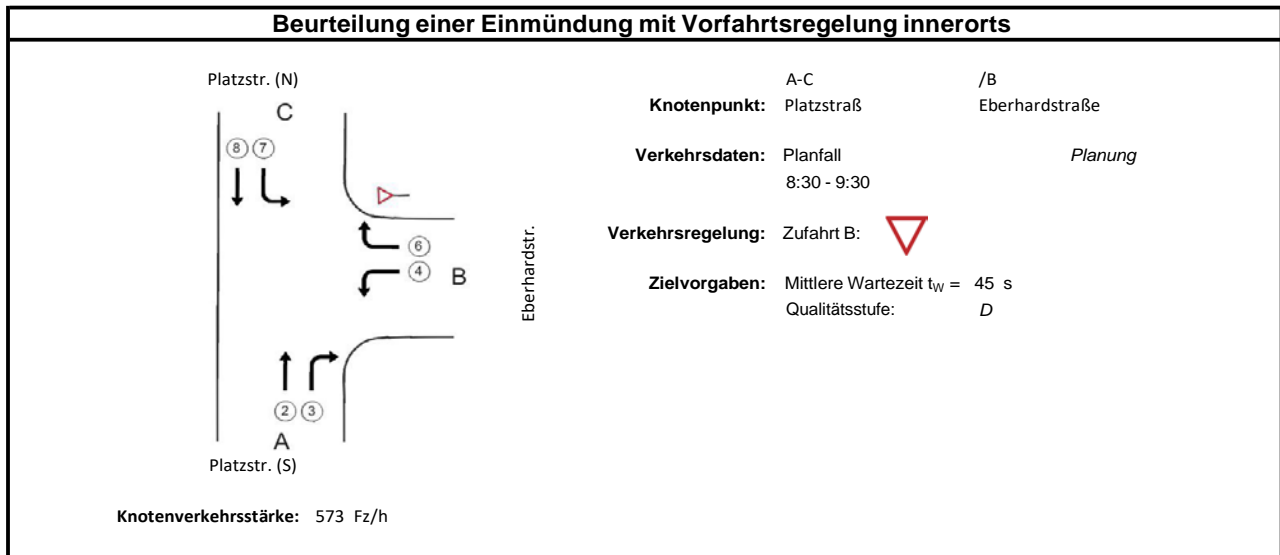 Beurteilung einer Einmündung mit Vorfahrtsregelung innerorts
Platzstr. (N)
C
8 7
6
4
B
Eberhardstr.
2 3
A
Platzstr. (S)
Knotenverkehrsstärke: 573 Fz/h
A-C /B
Knotenpunkt: Platzstraß Eberhardstraße
Verkehrsdaten: Planfall Planung
8:30 - 9:30
Verkehrsregelung: Zufahrt B:
Zielvorgaben: Mittlere Wartezeit tW = 45 s
Qualitätsstufe: D